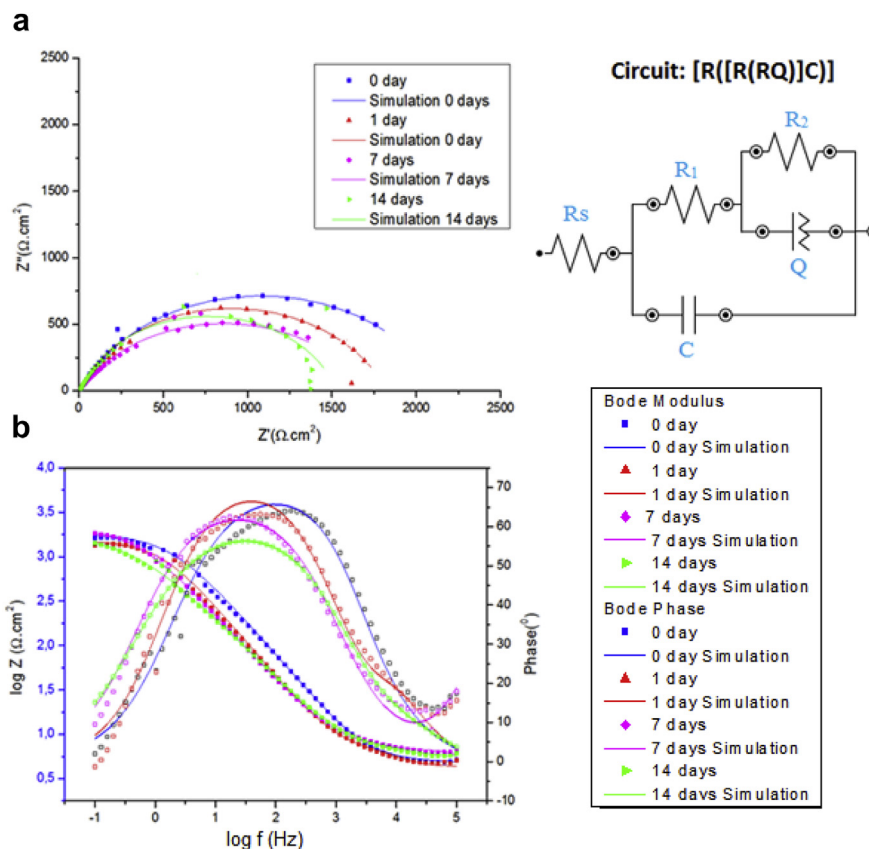 a
2500
2000
1500
1000
500
0
Z"(Ω.cm²)
0 500 1000 1500 2000 2500
Z'(Ω.cm²)
0 day
Simulation 0 days
1 day
Simulation 0 day
7 days
Simulation 7 days
14 days
Simulation 14 days
Circuit: [R([R(RQ)]C)]
Rs
R₁
R₂
Q
C
b
4,0
3,5
3,0
2,5
2,0
1,5
1,0
0,5
log Z (Ω.cm²)
70
60
50
40
30
20
10
0
-10
Phase(⁰)
-1 0 1 2 3 4 5
log f (Hz)
Bode Modulus
0 day
0 day Simulation
1 day
1 day Simulation
7 days
7 days Simulation
14 days
14 days Simulation
Bode Phase
0 day
0 day Simulation
1 day
1 day Simulation
7 days
7 days Simulation
14 days
14 days Simulation